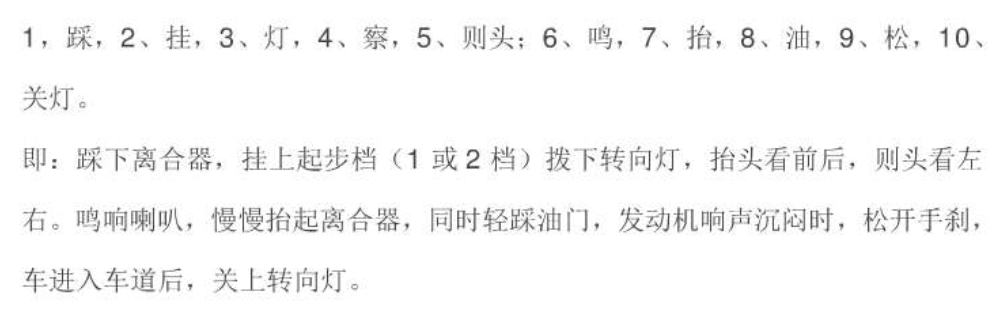 1，踩，2、挂，3、灯，4、察，5、则头；6、鸣，7、抬，8、油，9、松，10、
关灯。
即：踩下离合器，挂上起步档（1 或 2 档）拨下转向灯，抬头看前后，则头看左
右。鸣响喇叭，慢慢抬起离合器，同时轻踩油门，发动机响声沉闷时，松开手刹，
车进入车道后，关上转向灯。